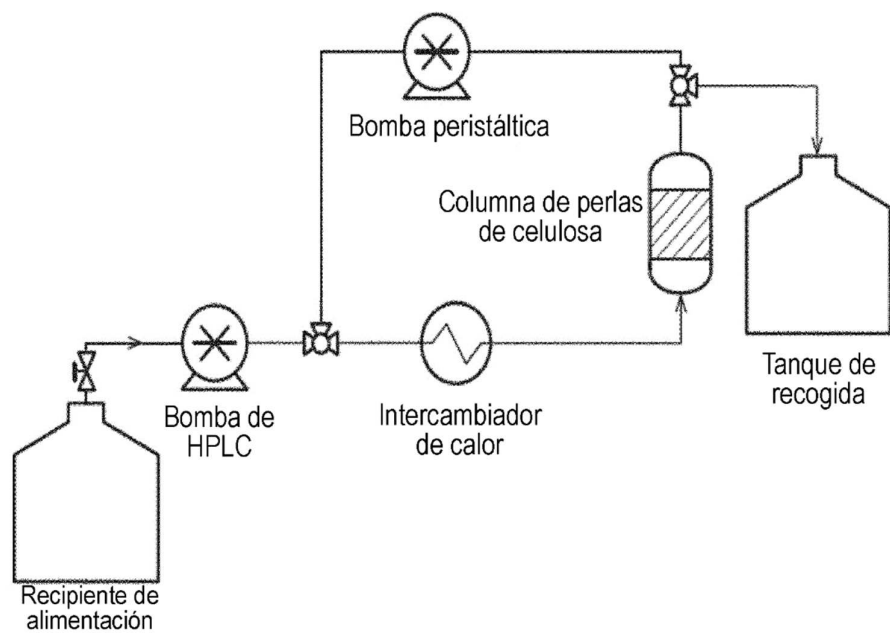 Bomba peristáltica
Columna de perlas
de celulosa
Tanque de
recogida
Bomba de
HPLC
Intercambiador
de calor
Recipiente de
alimentación